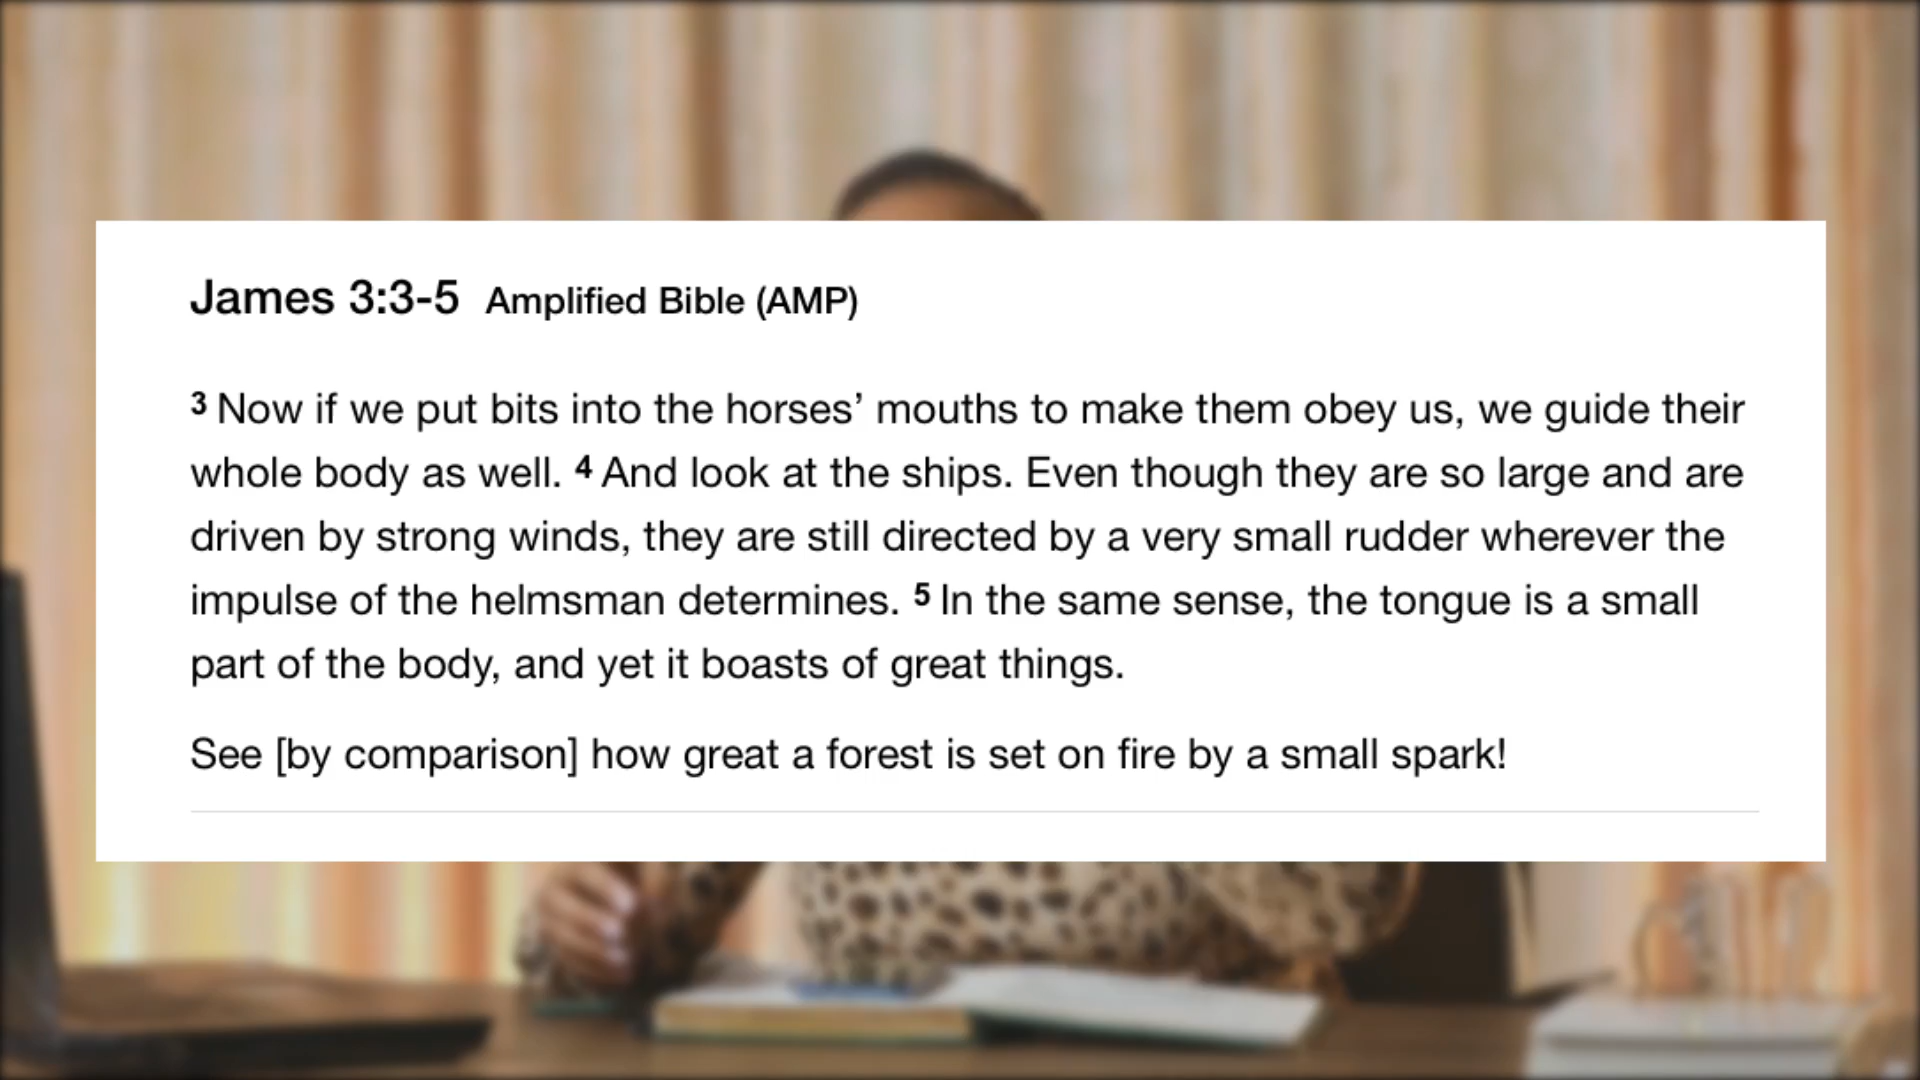 James 3:3-5 Amplified Bible (AMP)
3 Now if we put bits into the horses’ mouths to make them obey us, we guide their
whole body as well. 4 And look at the ships. Even though they are so large and are
driven by strong winds, they are still directed by a very small rudder wherever the
impulse of the helmsman determines. 5 In the same sense, the tongue is a small
part of the body, and yet it boasts of great things.
See [by comparison] how great a forest is set on fire by a small spark!